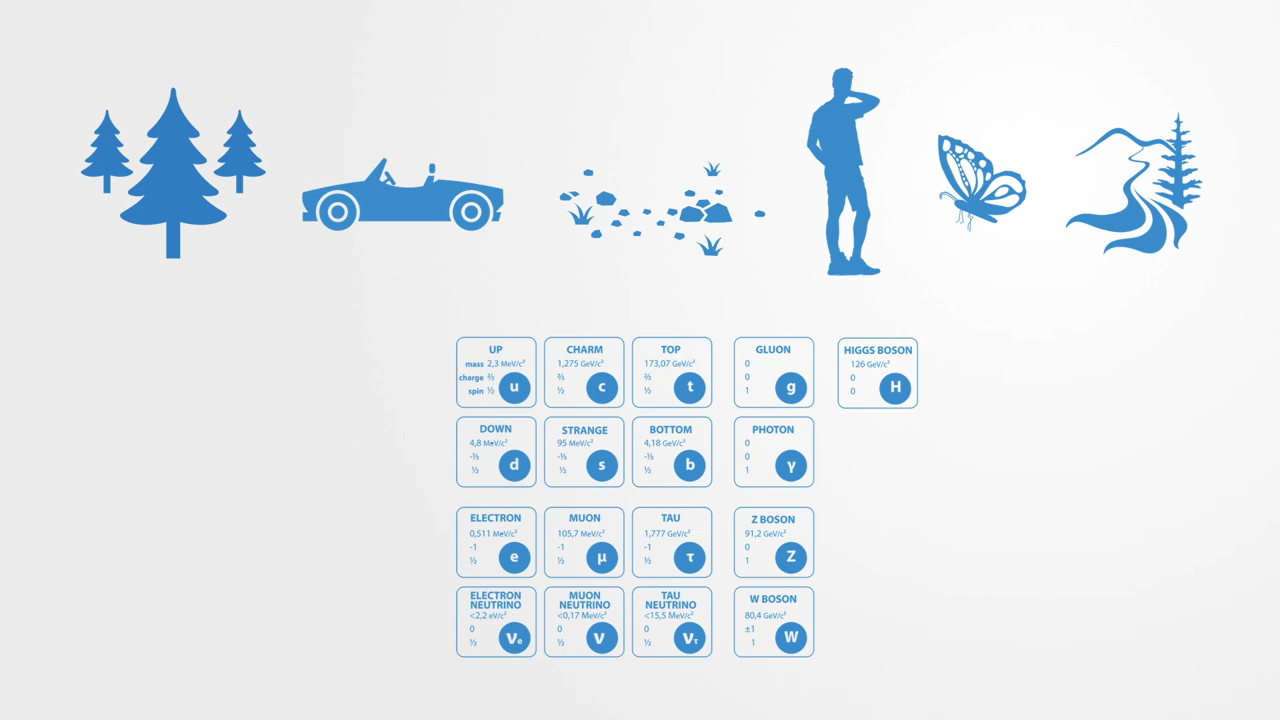 UP
mass 2,3 MeV/c²
charge ⅔
spin ½
u
CHARM
1,275 GeV/c²
⅔
½
c
TOP
173,07 GeV/c²
⅔
½
t
GLUON
0
0
1
g
HIGGS BOSON
126 GeV/c²
0
0
H
DOWN
4,8 MeV/c²
-⅓
½
d
STRANGE
95 MeV/c²
-⅓
½
s
BOTTOM
4,18 GeV/c²
-⅓
½
b
PHOTON
0
0
1
γ
ELECTRON
0,511 MeV/c²
-1
½
e
MUON
105,7 MeV/c²
-1
½
μ
TAU
1,777 GeV/c²
-1
½
τ
Z BOSON
91,2 GeV/c²
0
1
Z
ELECTRON
NEUTRINO
<2,2 eV/c²
0
½
νe
MUON
NEUTRINO
<0,17 MeV/c²
0
½
ν
TAU
NEUTRINO
<15,5 MeV/c²
0
½
ντ
W BOSON
80,4 GeV/c²
±1
1
W